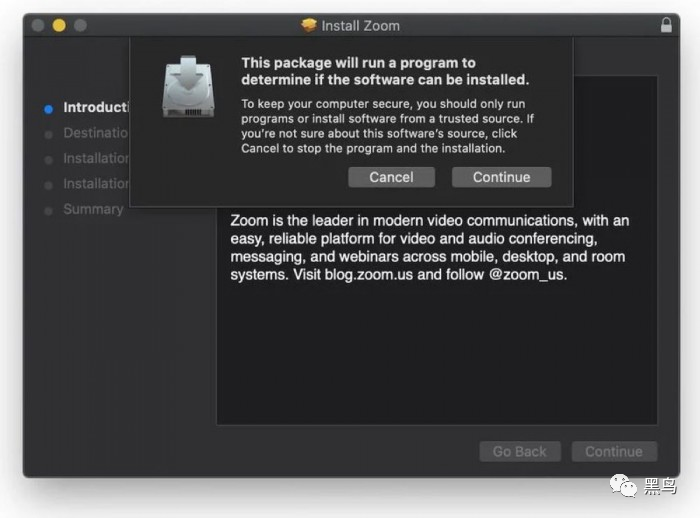 Install Zoom
This package will run a program to
determine if the software can be installed.
To keep your computer secure, you should only run
programs or install software from a trusted source. If
you're not sure about this software's source, click
Cancel to stop the program and the installation.
Cancel
Continue
Introducti
Destinatio
Installation
Installation
Summary
Zoom is the leader in modern video communications, with an
easy, reliable platform for video and audio conferencing,
messaging, and webinars across mobile, desktop, and room
systems. Visit blog.zoom.us and follow @zoom_us.
Go Back
Continue
黑鸟